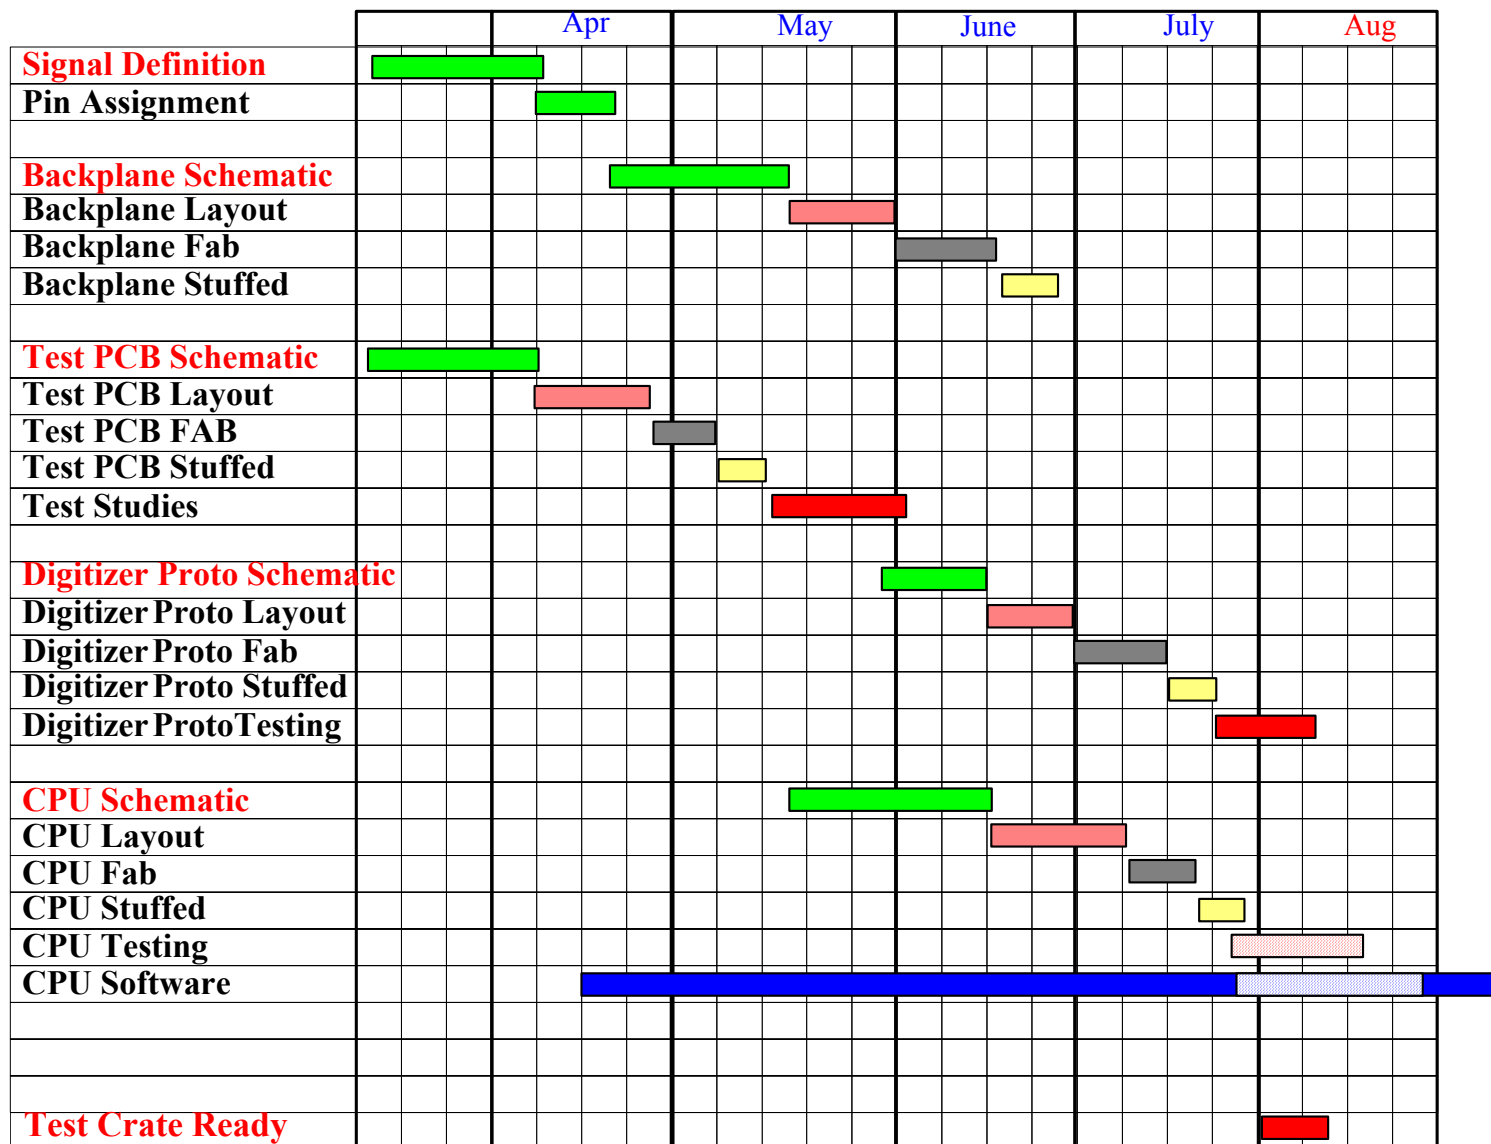 Apr May June July Aug
Signal Definition
Pin Assignment
Backplane Schematic
Backplane Layout
Backplane Fab
Backplane Stuffed
Test PCB Schematic
Test PCB Layout
Test PCB FAB
Test PCB Stuffed
Test Studies
Digitizer Proto Schematic
Digitizer Proto Layout
Digitizer Proto Fab
Digitizer Proto Stuffed
Digitizer Proto Testing
CPU Schematic
CPU Layout
CPU Fab
CPU Stuffed
CPU Testing
CPU Software
Test Crate Ready